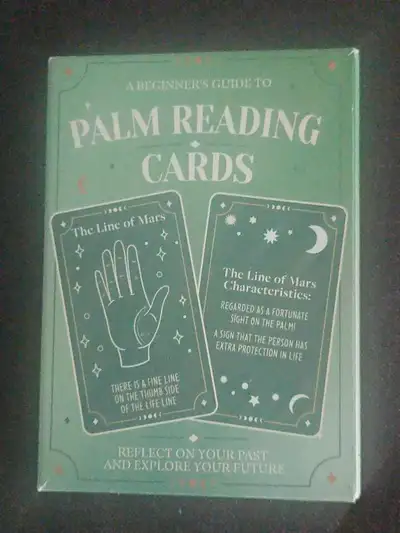 A BEGINNER'S GUIDE TO
PALM READING
CARDS
The Line of Mars
THERE IS A FINE LINE
ON THE THUMB SIDE
OF THE LIFE LINE
The Line of Mars
Characteristics:
REGARDED AS A FORTUNATE
SIGHT ON THE PALM!
A SIGN THAT THE PERSON HAS
EXTRA PROTECTION IN LIFE
REFLECT ON YOUR PAST
AND EXPLORE YOUR FUTURE